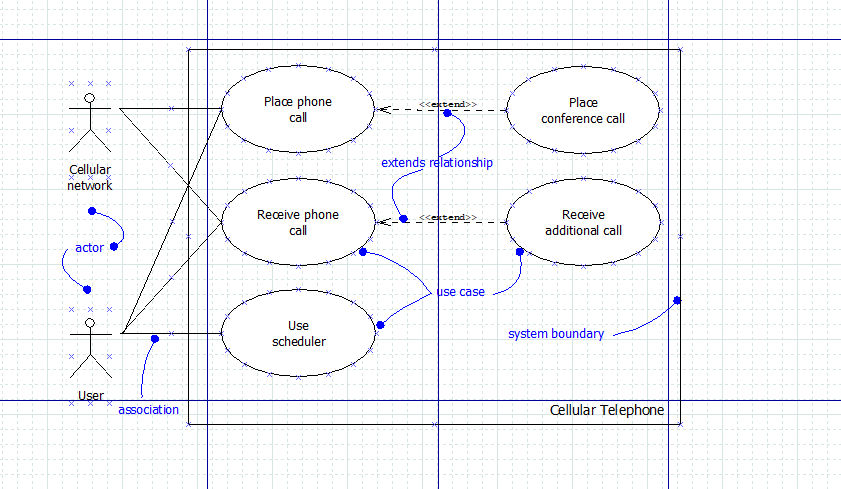 Place phone
call
<<extend>>
Place
conference call
Cellular
network
extends relationship
Receive phone
call
<<extend>>
Receive
additional call
actor
use case
Use
scheduler
system boundary
User
association
Cellular Telephone